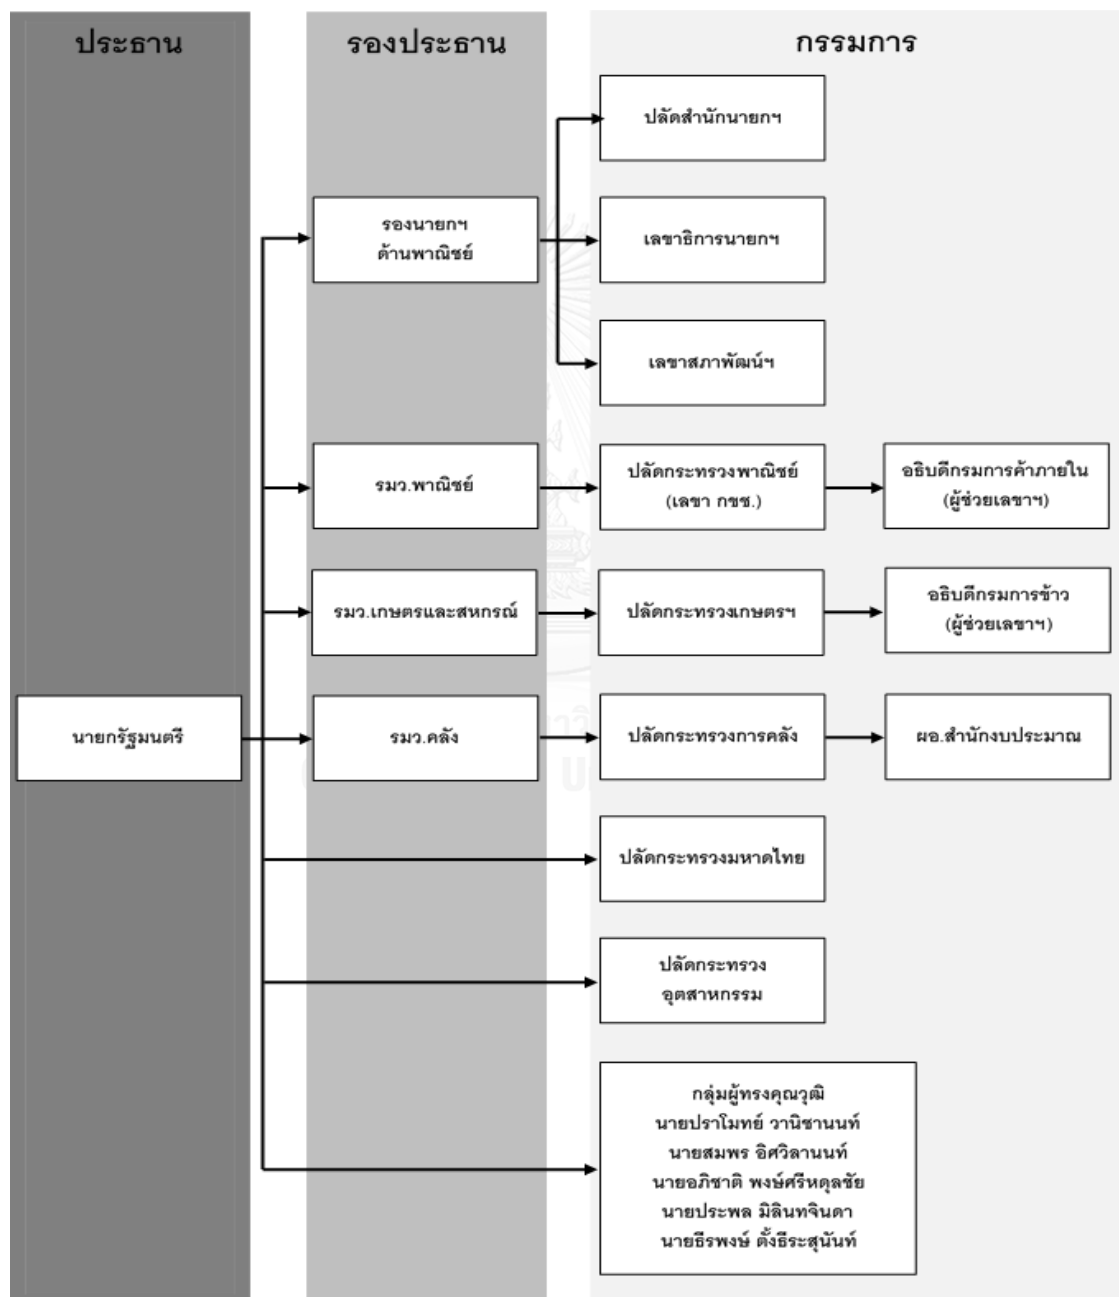 ประธาน
รองประธาน
กรรมการ
ปลัดสำนักนายกฯ
รองนายกฯ
ด้านพาณิชย์
เลขาธิการนายกฯ
เลขาสภาพัฒน์ฯ
รมว.พาณิชย์
ปลัดกระทรวงพาณิชย์
(เลขา กขช.)
อธิบดีกรมการค้าภายใน
(ผู้ช่วยเลขาฯ)
รมว.เกษตรและสหกรณ์
ปลัดกระทรวงเกษตรฯ
อธิบดีกรมการข้าว
(ผู้ช่วยเลขาฯ)
นายกรัฐมนตรี
รมว.คลัง
ปลัดกระทรวงการคลัง
ผอ.สำนักงบประมาณ
ปลัดกระทรวงมหาดไทย
ปลัดกระทรวง
อุตสาหกรรม
กลุ่มผู้ทรงคุณวุฒิ
นายปราโมทย์ วานิชานนท์
นายสมพร อิศวิลานนท์
นายอภิชาติ พงษ์ศรีหดุลชัย
นายประพล มิลินทจินดา
นายธีรพงษ์ ตั้งธีระสุนันท์